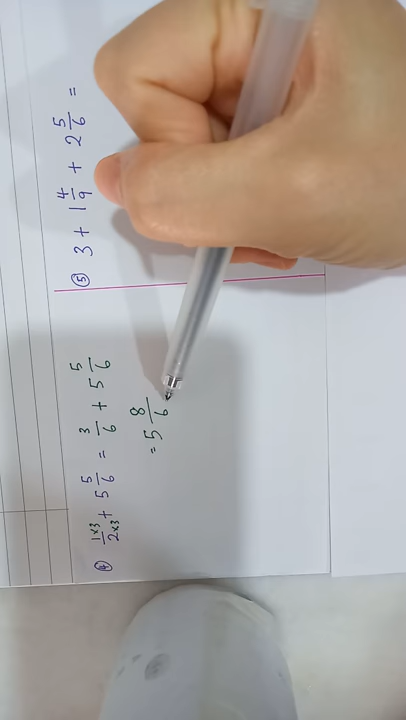 ④ 1×3/2×3 + 5 5/6 = 3/6 + 5 5/6
= 5 8/6
⑤ 3 + 1 4/9 + 2 5/6 =